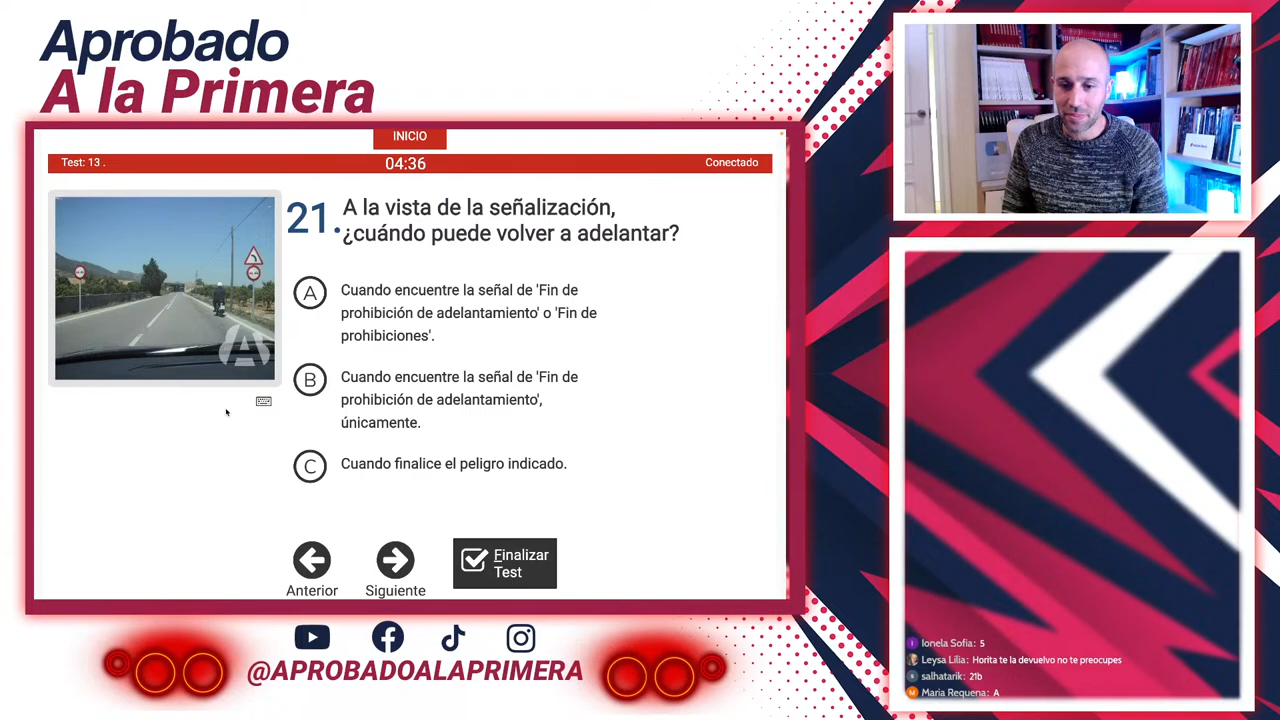 Aprobado
A la Primera
INICIO
Test: 13 .
04:36
Conectado
21.
A la vista de la señalización,
¿cuándo puede volver a adelantar?
A
Cuando encuentre la señal de 'Fin de
prohibición de adelantamiento' o 'Fin de
prohibiciones'.
B
Cuando encuentre la señal de 'Fin de
prohibición de adelantamiento',
únicamente.
C
Cuando finalice el peligro indicado.
Anterior
Siguiente
Finalizar
Test
@APROBADOALAPRIMERA
Ionela Sofia: 5
Leysa Lilia: Horita te la devuelvo no te preocupes
salhatarik: 21b
Maria Requena: A